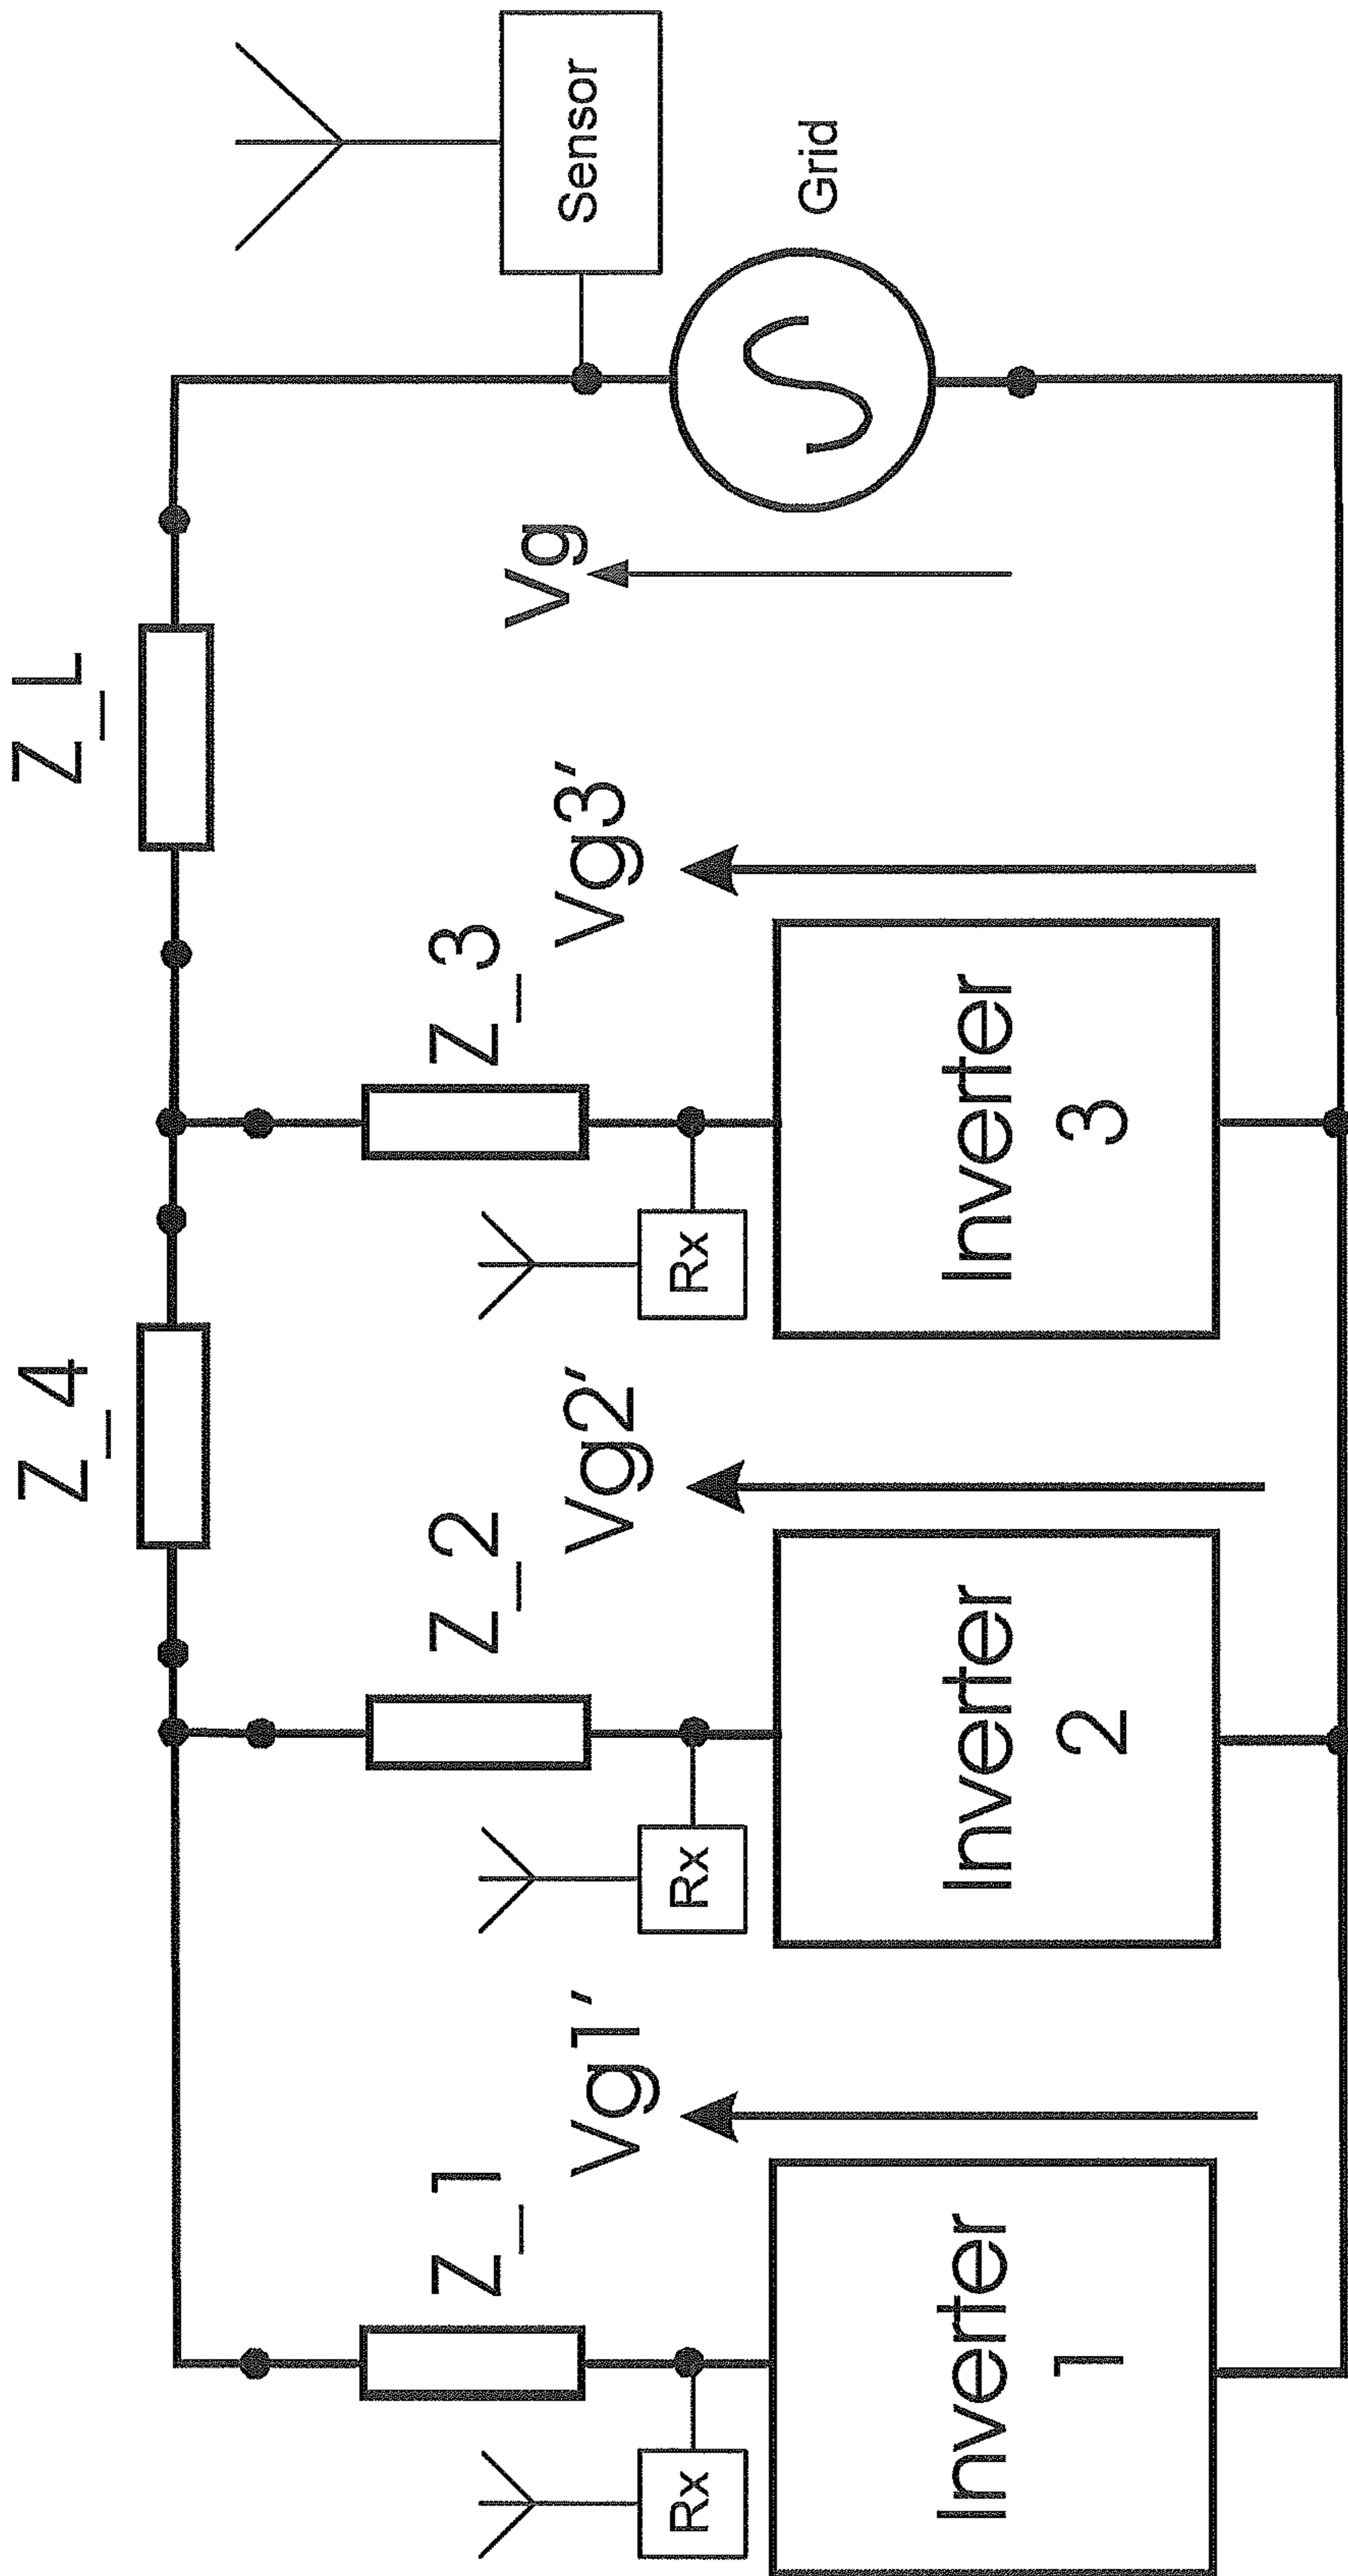 Z_4
Z_L
Z_1
Z_2
Z_3
Sensor
Vg1'
Vg2'
Vg3'
Vg
Rx
Rx
Rx
Grid
Inverter
1
Inverter
2
Inverter
3